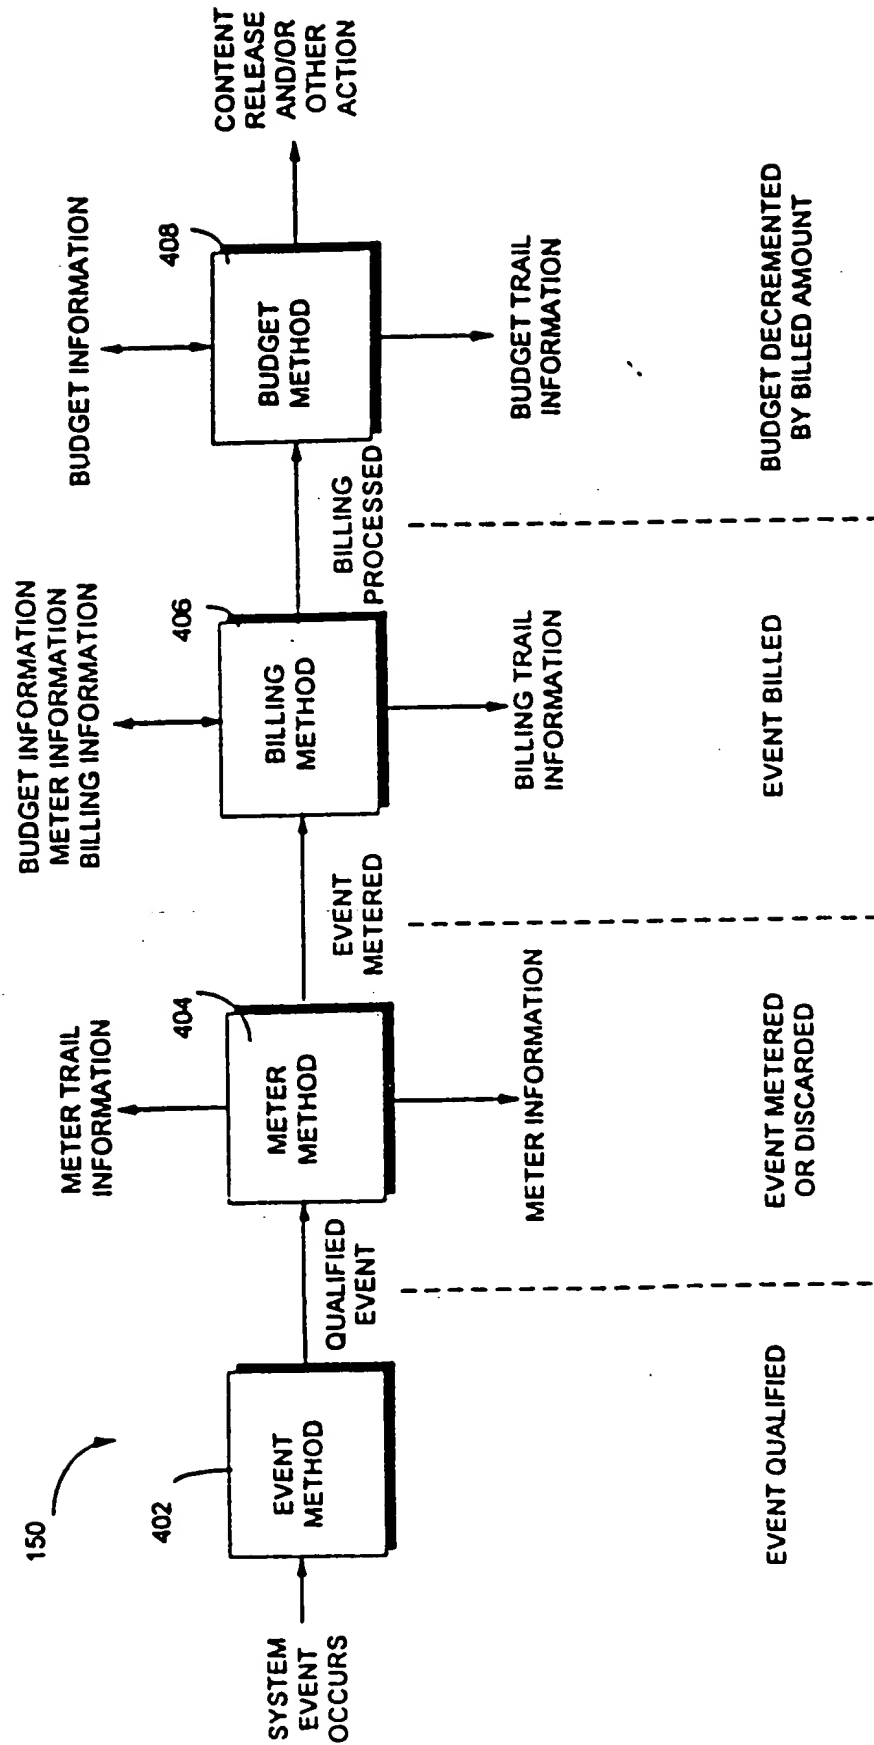 150
SYSTEM
EVENT
OCCURS
402
EVENT
METHOD
QUALIFIED
EVENT
EVENT QUALIFIED
METER TRAIL
INFORMATION
404
METER
METHOD
METER INFORMATION
EVENT
METERED
EVENT METERED
OR DISCARDED
BUDGET INFORMATION
METER INFORMATION
BILLING INFORMATION
406
BILLING
METHOD
BILLING TRAIL
INFORMATION
BILLING
PROCESSED
EVENT BILLED
BUDGET INFORMATION
408
BUDGET
METHOD
BUDGET TRAIL
INFORMATION
BUDGET DECREMENTED
BY BILLED AMOUNT
CONTENT
RELEASE
AND/OR
OTHER
ACTION